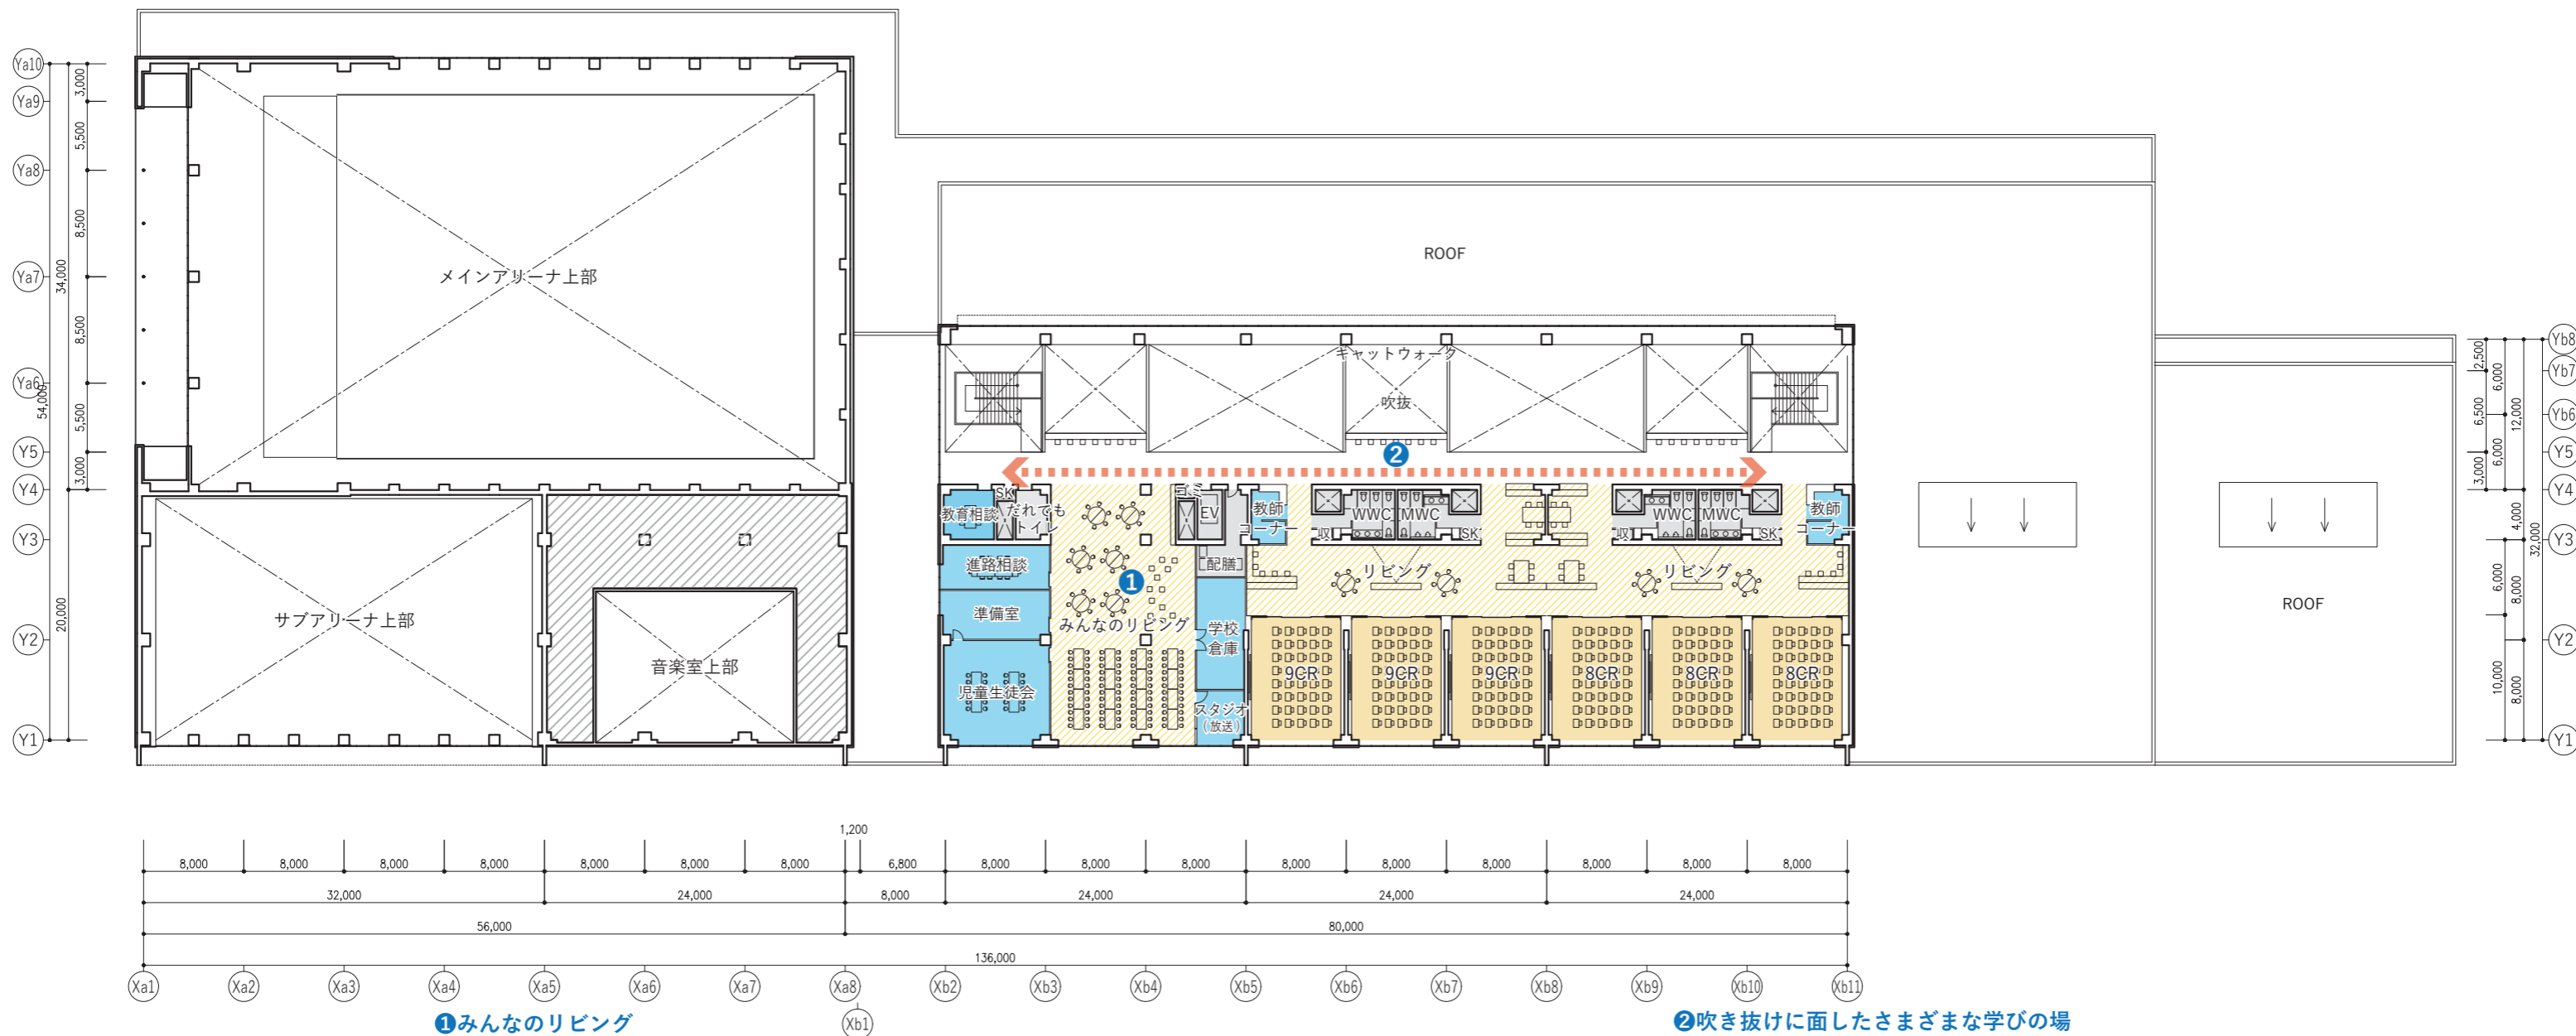 Ya10
Ya9
Ya8
Ya7
Ya6
Y5
Y4
Y3
Y2
Y1
3,000
5,500
8,500
8,500
5,500
3,000
34,000
54,000
20,000
メインアリーナ上部
サブアリーナ上部
音楽室上部
ROOF
キャットウォーク
吹抜
❷
SK
教育相談
だれでも
トイレ
ゴミ
EV
教師
コーナー
WWC
MWC
収
SK
WWC
MWC
収
SK
教師
コーナー
進路相談
❶
配膳
リビング
リビング
準備室
みんなのリビング
学校
倉庫
児童生徒会
スタジオ
(放送)
9CR
9CR
9CR
8CR
8CR
8CR
ROOF
2,500
6,500
3,000
6,000
6,000
12,000
4,000
32,000
6,000
8,000
10,000
8,000
Yb8
Yb7
Yb6
Y5
Y4
Y3
Y2
Y1
1,200
8,000
8,000
8,000
8,000
8,000
8,000
8,000
6,800
8,000
8,000
8,000
8,000
8,000
8,000
8,000
8,000
8,000
32,000
24,000
8,000
24,000
24,000
24,000
56,000
80,000
136,000
Xa1
Xa2
Xa3
Xa4
Xa5
Xa6
Xa7
Xa8
Xb2
Xb3
Xb4
Xb5
Xb6
Xb7
Xb8
Xb9
Xb10
Xb11
Xb1
❶みんなのリビング
❷吹き抜けに面したさまざまな学びの場